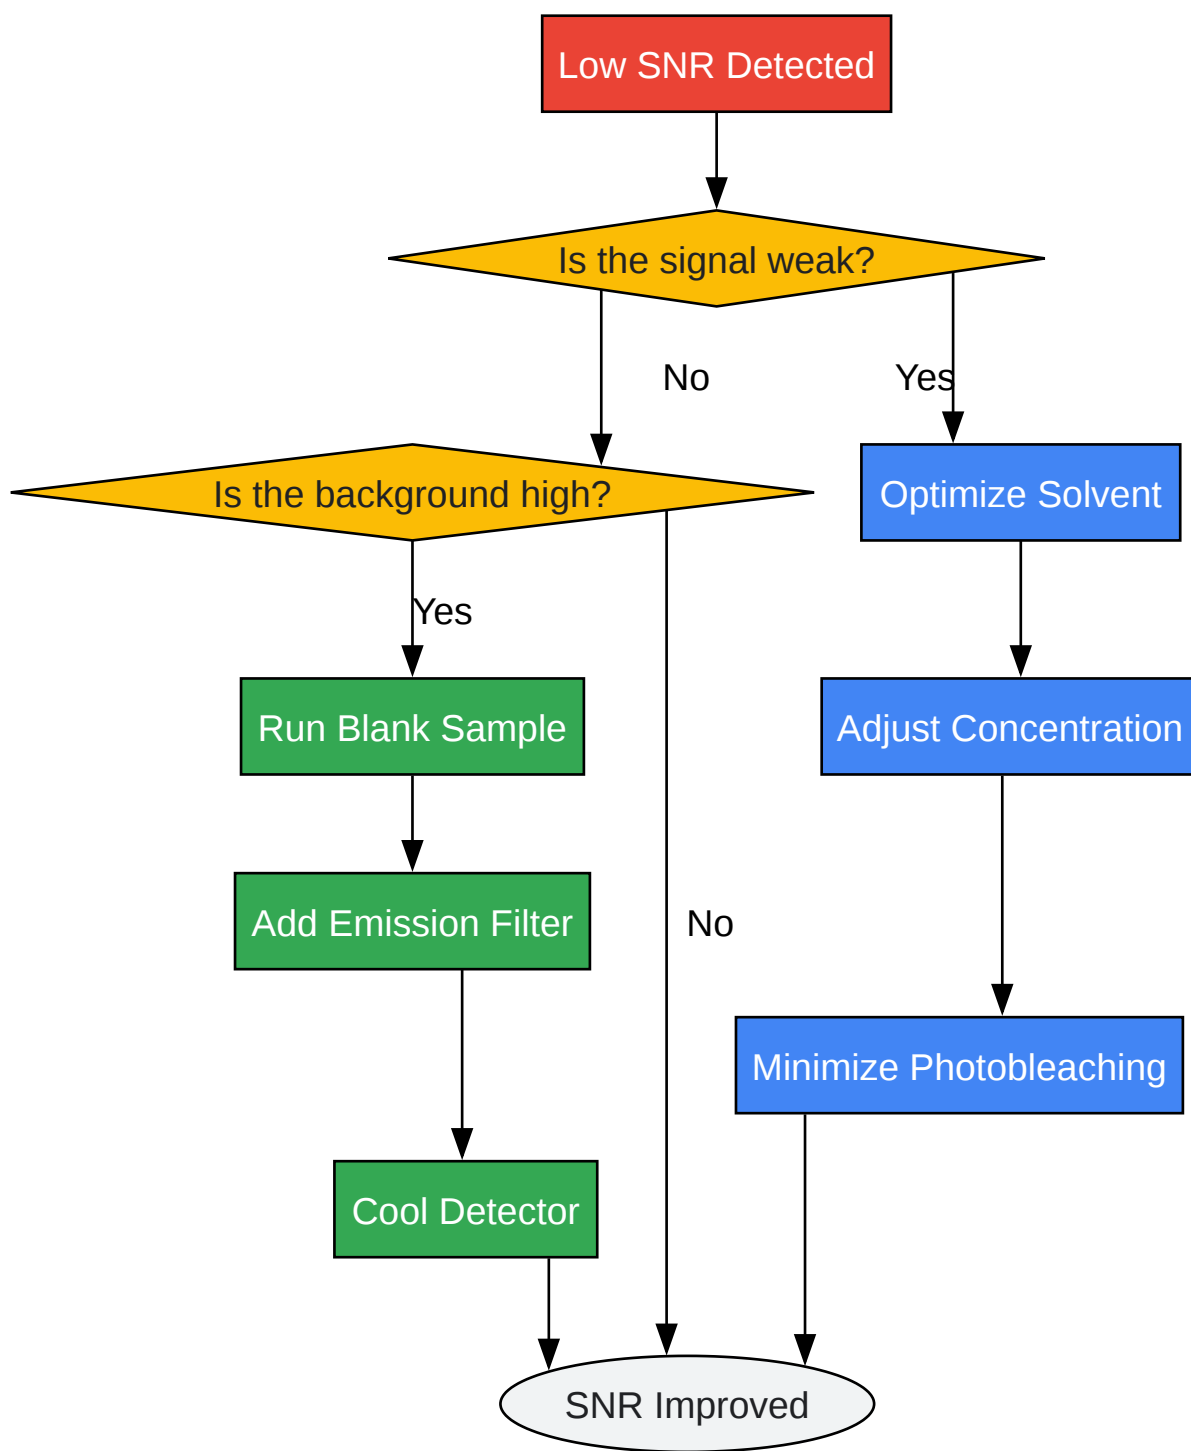 Low SNR Detected
Is the signal weak?
No
Yes
Is the background high?
Optimize Solvent
Yes
Run Blank Sample
Adjust Concentration
Add Emission Filter
No
Minimize Photobleaching
Cool Detector
SNR Improved